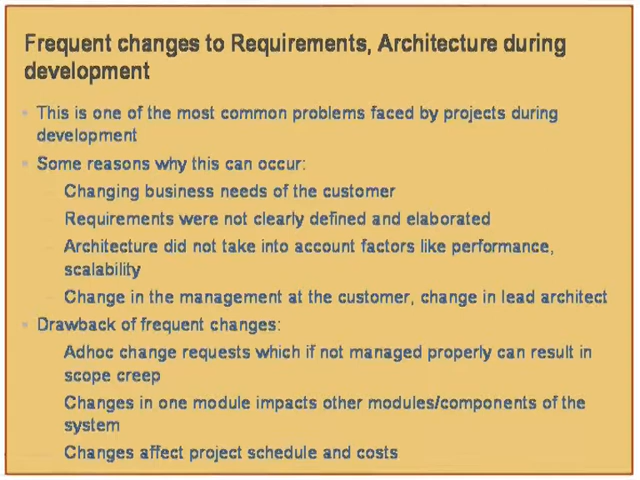 Frequent changes to Requirements, Architecture during
development
This is one of the most common problems faced by projects during
development
Some reasons why this can occur:
Changing business needs of the customer
Requirements were not clearly defined and elaborated
Architecture did not take into account factors like performance,
scalability
Change in the management at the customer, change in lead architect
Drawback of frequent changes:
Adhoc change requests which if not managed properly can result in
scope creep
Changes in one module impacts other modules/components of the
system
Changes affect project schedule and costs